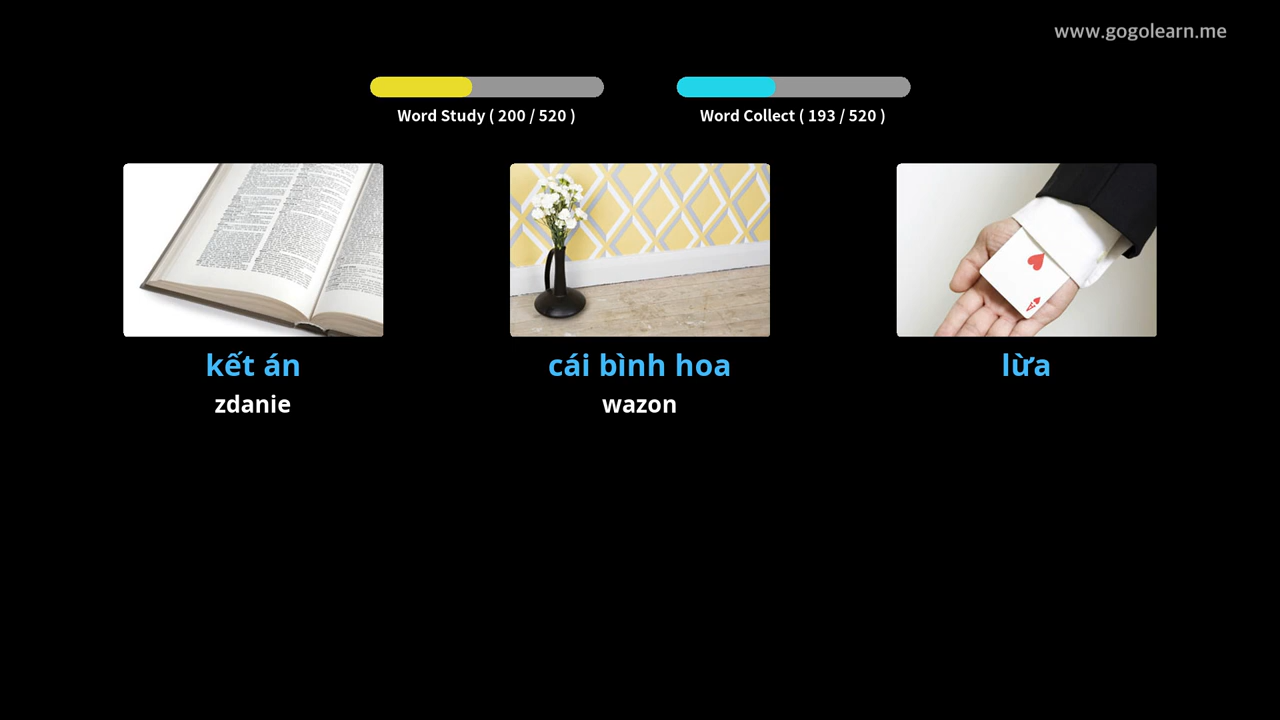 www.gogolearn.me
Word Study ( 200 / 520 )
Word Collect ( 193 / 520 )
kết án
cái bình hoa
lừa
zdanie
wazon